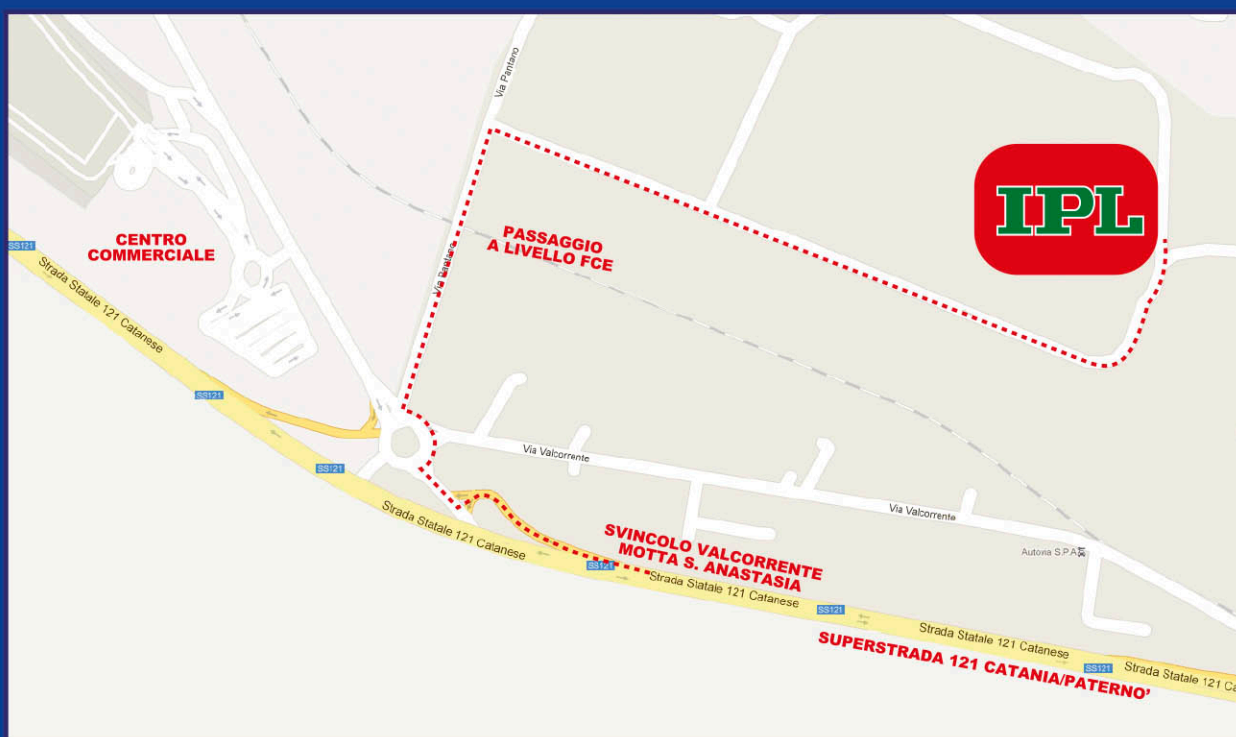 Via Pantano
IPL
PASSAGGIO
A LIVELLO FCE
CENTRO
COMMERCIALE
SS121
Via Pantano
Strada Statale 121 Catanese
SS121
Via Valcorrente
SS121
Via Valcorrente
Strada Statale 121 Catanese
SVINCOLO VALCORRENTE
MOTTA S. ANASTASIA
Autoria S.P.A
SS121
Strada Statale 121 Catanese
SS121
Strada Statale 121 Catanese
SUPERSTRADA 121 CATANIA/PATERNO’
SS121
Strada Statale 121 Ca